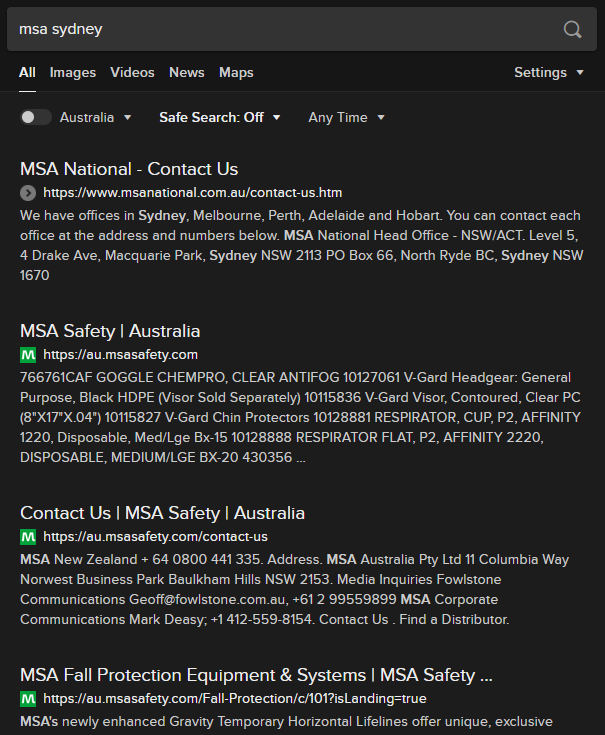 msa sydney
All Images Videos News Maps Settings
Australia Safe Search: Off Any Time
MSA National - Contact Us
https://www.msanational.com.au/contact-us.htm
We have offices in Sydney, Melbourne, Perth, Adelaide and Hobart. You can contact each
office at the address and numbers below. MSA National Head Office - NSW/ACT. Level 5,
4 Drake Ave, Macquarie Park, Sydney NSW 2113 PO Box 66, North Ryde BC, Sydney NSW
1670
MSA Safety | Australia
M https://au.msasafety.com
766761CAF GOGGLE CHEMPRO, CLEAR ANTIFOG 10127061 V-Gard Headgear: General
Purpose, Black HDPE (Visor Sold Separately) 10115836 V-Gard Visor, Contoured, Clear PC
(8"X17"X.04") 10115827 V-Gard Chin Protectors 10128881 RESPIRATOR, CUP, P2, AFFINITY
1220, Disposable, Med/Lge Bx-15 10128888 RESPIRATOR FLAT, P2, AFFINITY 2220,
DISPOSABLE, MEDIUM/LGE BX-20 430356 ...
Contact Us | MSA Safety | Australia
M https://au.msasafety.com/contact-us
MSA New Zealand + 64 0800 441 335. Address. MSA Australia Pty Ltd 11 Columbia Way
Norwest Business Park Baulkham Hills NSW 2153. Media Inquiries Fowlstone
Communications Geoff@fowlstone.com.au, +61 2 99559899 MSA Corporate
Communications Mark Deasy; +1 412-559-8154. Contact Us . Find a Distributor.
MSA Fall Protection Equipment & Systems | MSA Safety ...
M https://au.msasafety.com/Fall-Protection/c/101?isLanding=true
MSA's newly enhanced Gravity Temporary Horizontal Lifelines offer unique, exclusive